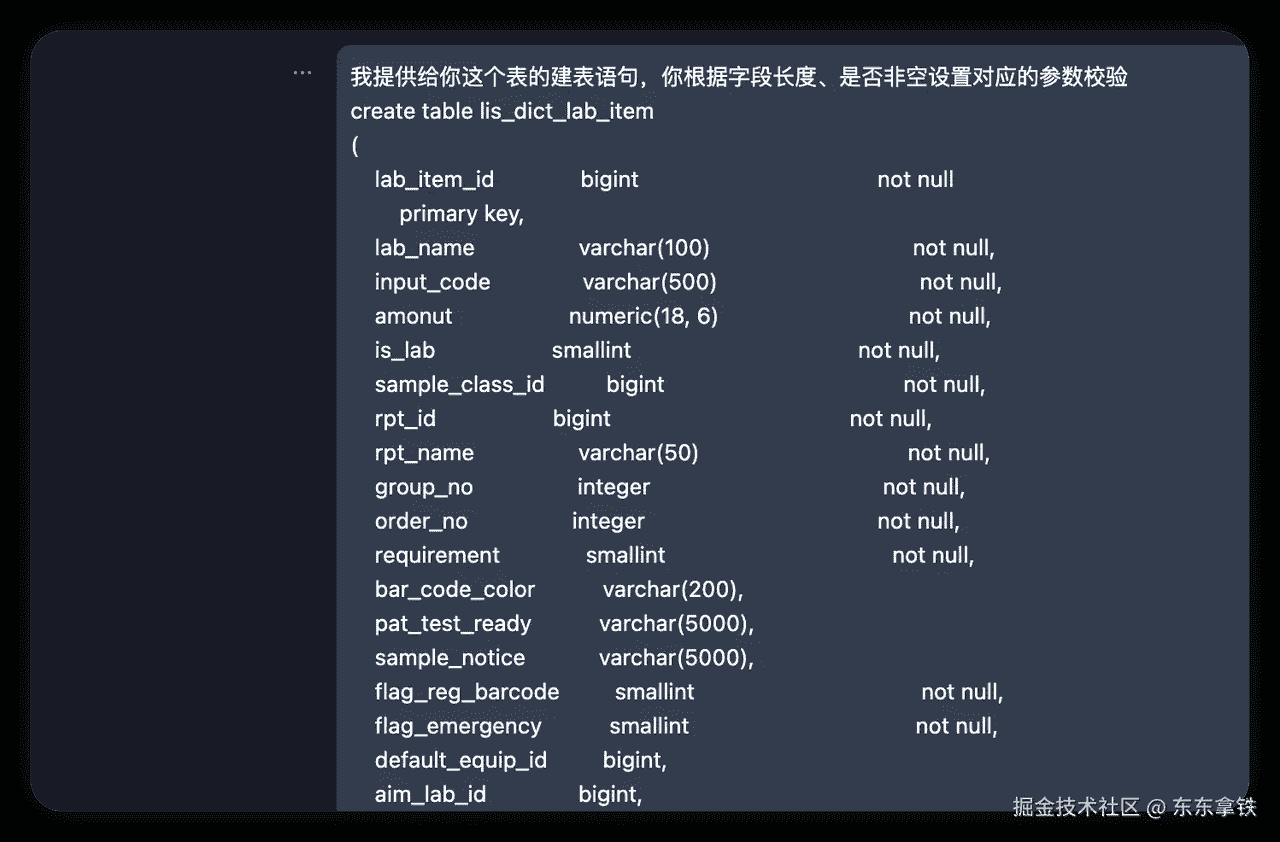 ...
我提供给你这个表的建表语句，你根据字段长度、是否非空设置对应的参数校验
create table lis_dict_lab_item
(
lab_item_id bigint not null
primary key,
lab_name varchar(100) not null,
input_code varchar(500) not null,
amonut numeric(18, 6) not null,
is_lab smallint not null,
sample_class_id bigint not null,
rpt_id bigint not null,
rpt_name varchar(50) not null,
group_no integer not null,
order_no integer not null,
requirement smallint not null,
bar_code_color varchar(200),
pat_test_ready varchar(5000),
sample_notice varchar(5000),
flag_reg_barcode smallint not null,
flag_emergency smallint not null,
default_equip_id bigint,
aim_lab_id bigint,
掘金技术社区 @ 东东拿铁